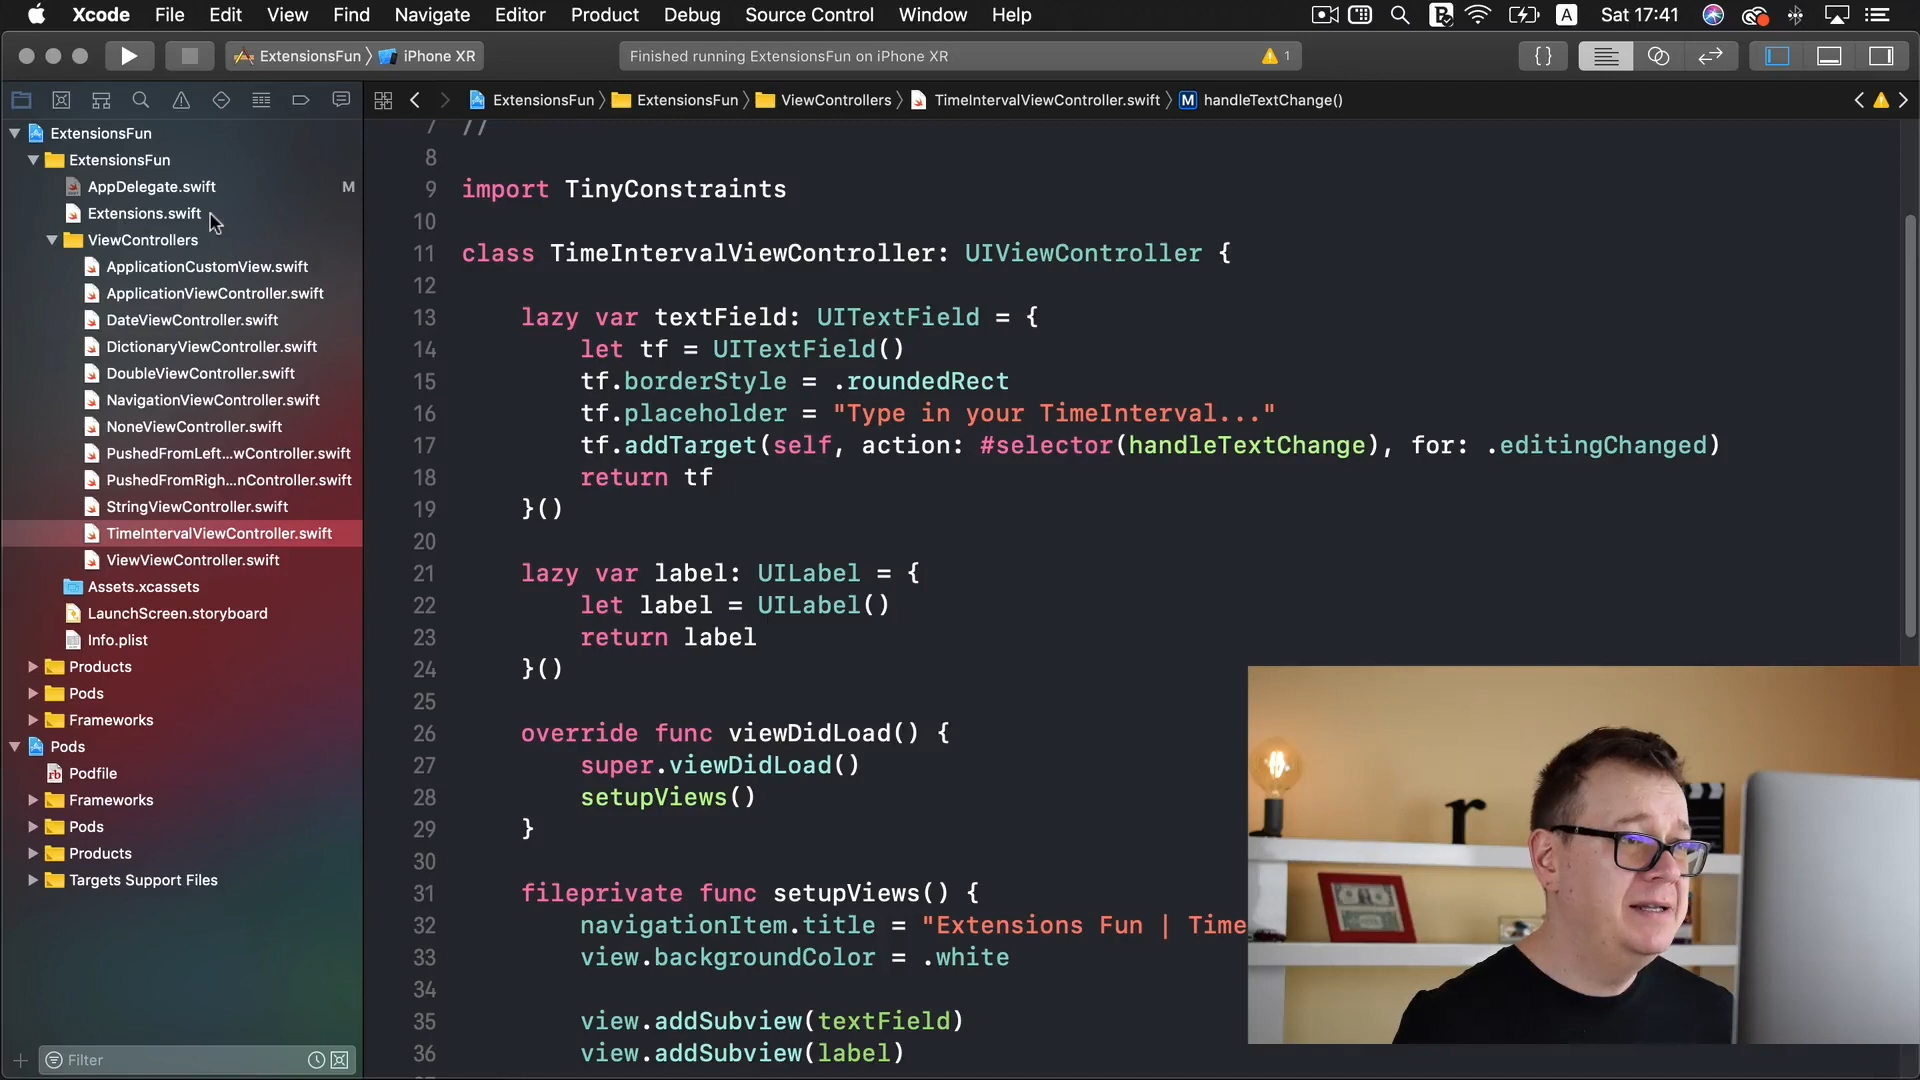 Xcode File Edit View Find Navigate Editor Product Debug Source Control Window Help A Sat 17:41
ExtensionsFun iPhone XR Finished running ExtensionsFun on iPhone XR 1 {}
ExtensionsFun ExtensionsFun ViewControllers TimeIntervalViewController.swift M handleTextChange()
ExtensionsFun
ExtensionsFun
AppDelegate.swift M
Extensions.swift
ViewControllers
ApplicationCustomView.swift
ApplicationViewController.swift
DateViewController.swift
DictionaryViewController.swift
DoubleViewController.swift
NavigationViewController.swift
NoneViewController.swift
PushedFromLeft...wController.swift
PushedFromRigh...nController.swift
StringViewController.swift
TimeIntervalViewController.swift
ViewViewController.swift
Assets.xcassets
LaunchScreen.storyboard
Info.plist
Products
Pods
Frameworks
Pods
rb Podfile
Frameworks
Pods
Products
Targets Support Files
Filter
7 //
8
9 import TinyConstraints
10
11 class TimeIntervalViewController: UIViewController {
12
13 lazy var textField: UITextField = {
14 let tf = UITextField()
15 tf.borderStyle = .roundedRect
16 tf.placeholder = "Type in your TimeInterval..."
17 tf.addTarget(self, action: #selector(handleTextChange), for: .editingChanged)
18 return tf
19 }()
20
21 lazy var label: UILabel = {
22 let label = UILabel()
23 return label
24 }()
25
26 override func viewDidLoad() {
27 super.viewDidLoad()
28 setupViews()
29 }
30
31 fileprivate func setupViews() {
32 navigationItem.title = "Extensions Fun | Time
33 view.backgroundColor = .white
34
35 view.addSubview(textField)
36 view.addSubview(label)
r